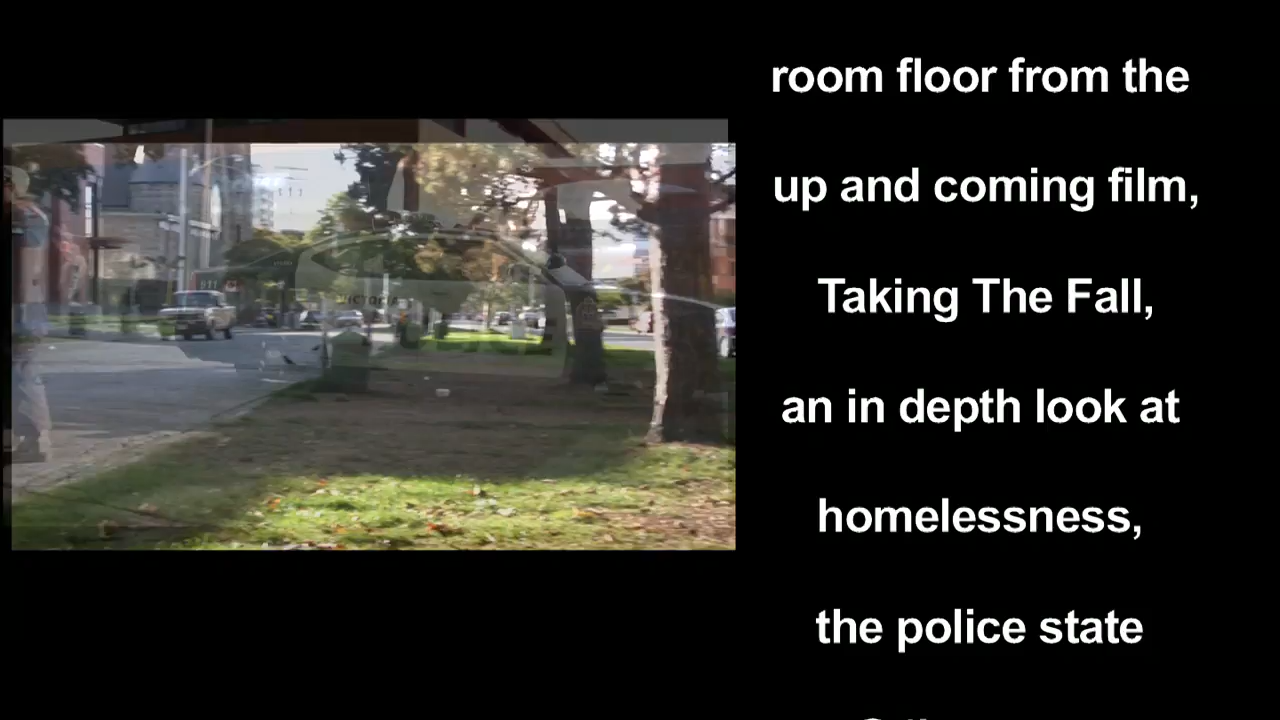 room floor from the
up and coming film,
Taking The Fall,
an in depth look at
homelessness,
the police state
VICTORIA